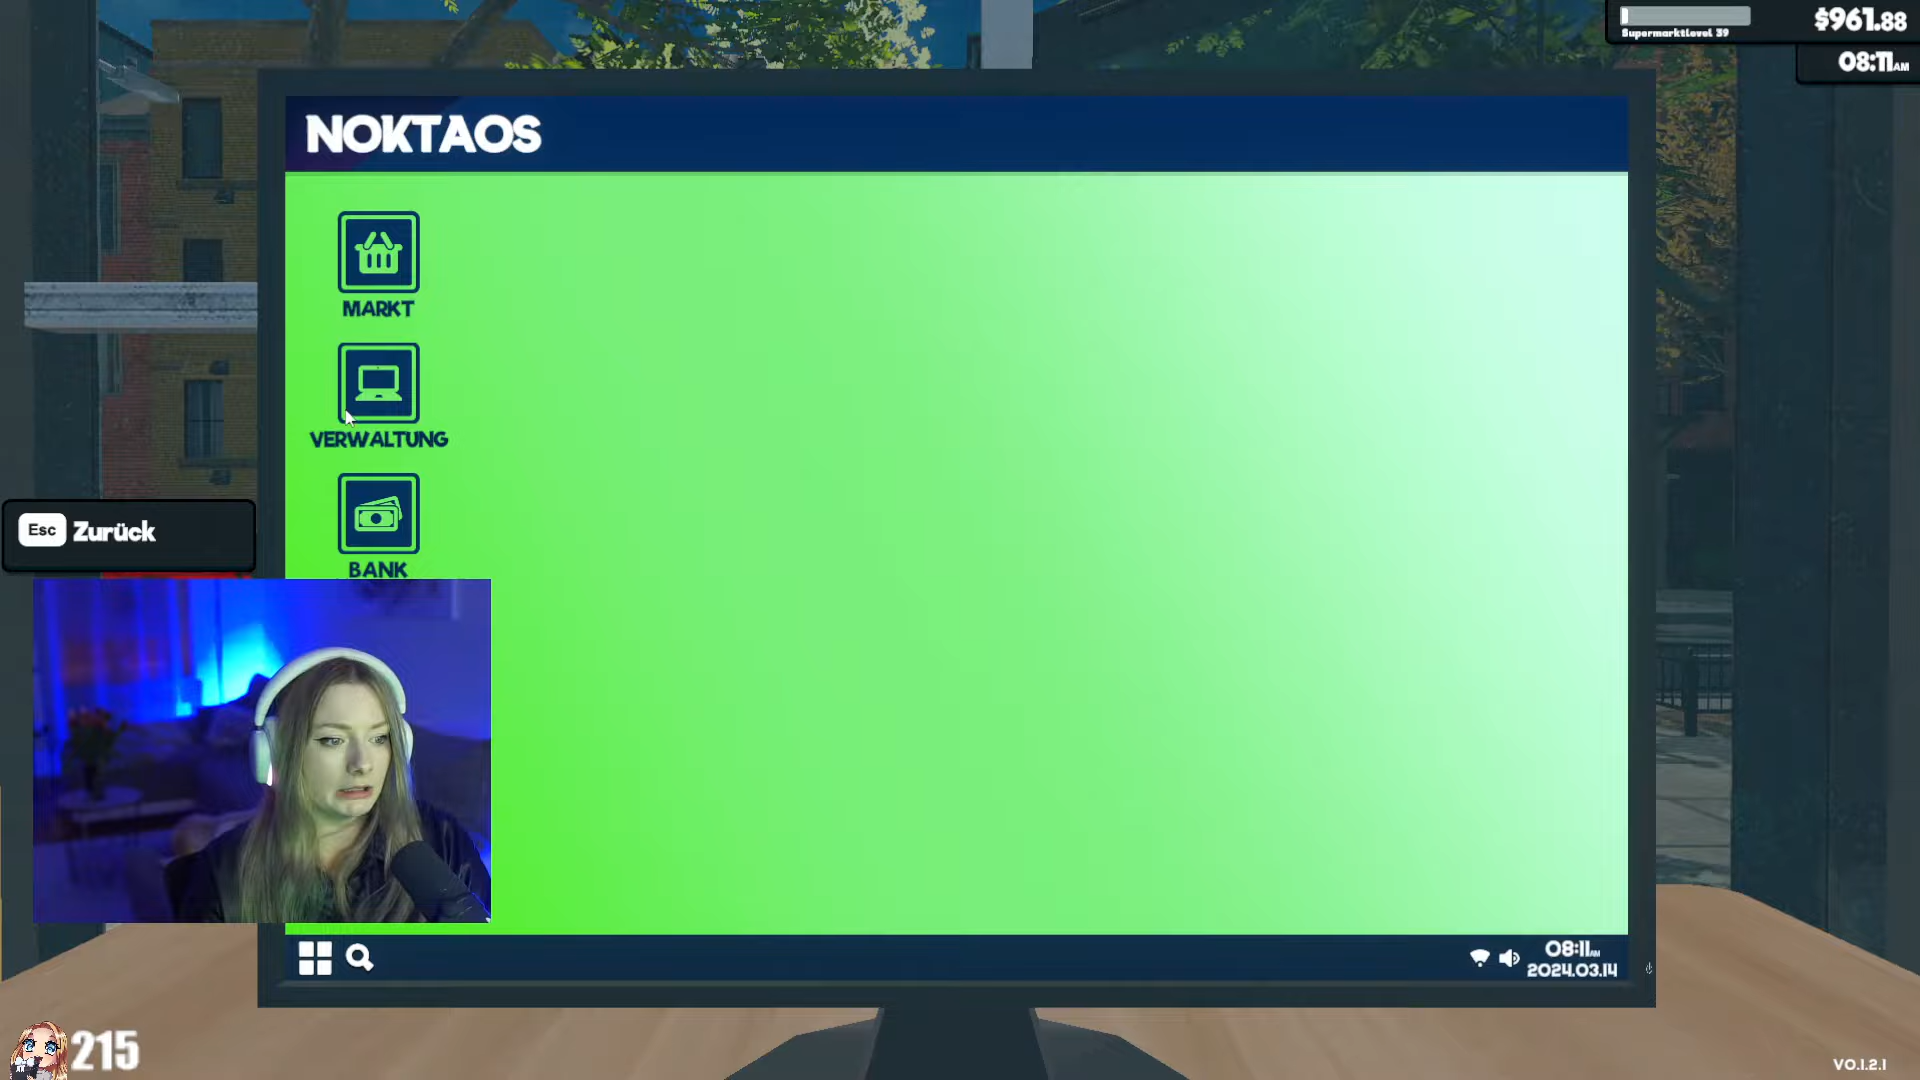 Supermarktlevel 39
$961.88
08:11AM
NOKTAOS
MARKT
VERWALTUNG
Esc Zurück
BANK
08:11AM
2024.03.14
215
V0.1.2.1